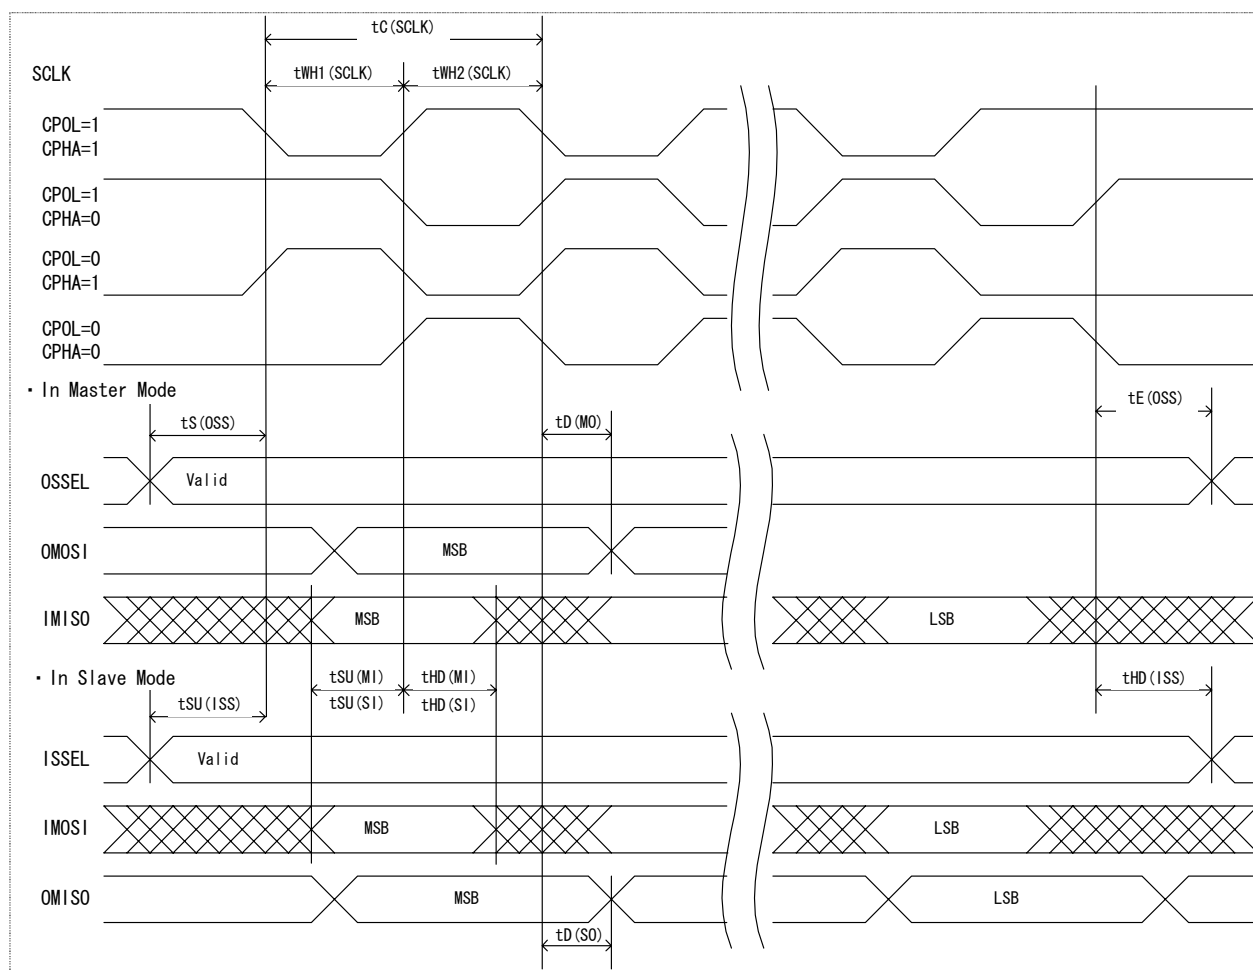 tC(SCLK)
SCLK
tWH1(SCLK) tWH2(SCLK)
CPOL=1
CPHA=1
CPOL=1
CPHA=0
CPOL=0
CPHA=1
CPOL=0
CPHA=0
・In Master Mode
tS(OSS) tD(MO) tE(OSS)
OSSEL Valid
OMOSI MSB
IMISO MSB LSB
・In Slave Mode
tSU(MI) tHD(MI) tHD(ISS)
tSU(ISS) tSU(SI) tHD(SI)
ISSEL Valid
IMOSI MSB LSB
OMISO MSB LSB
tD(SO)